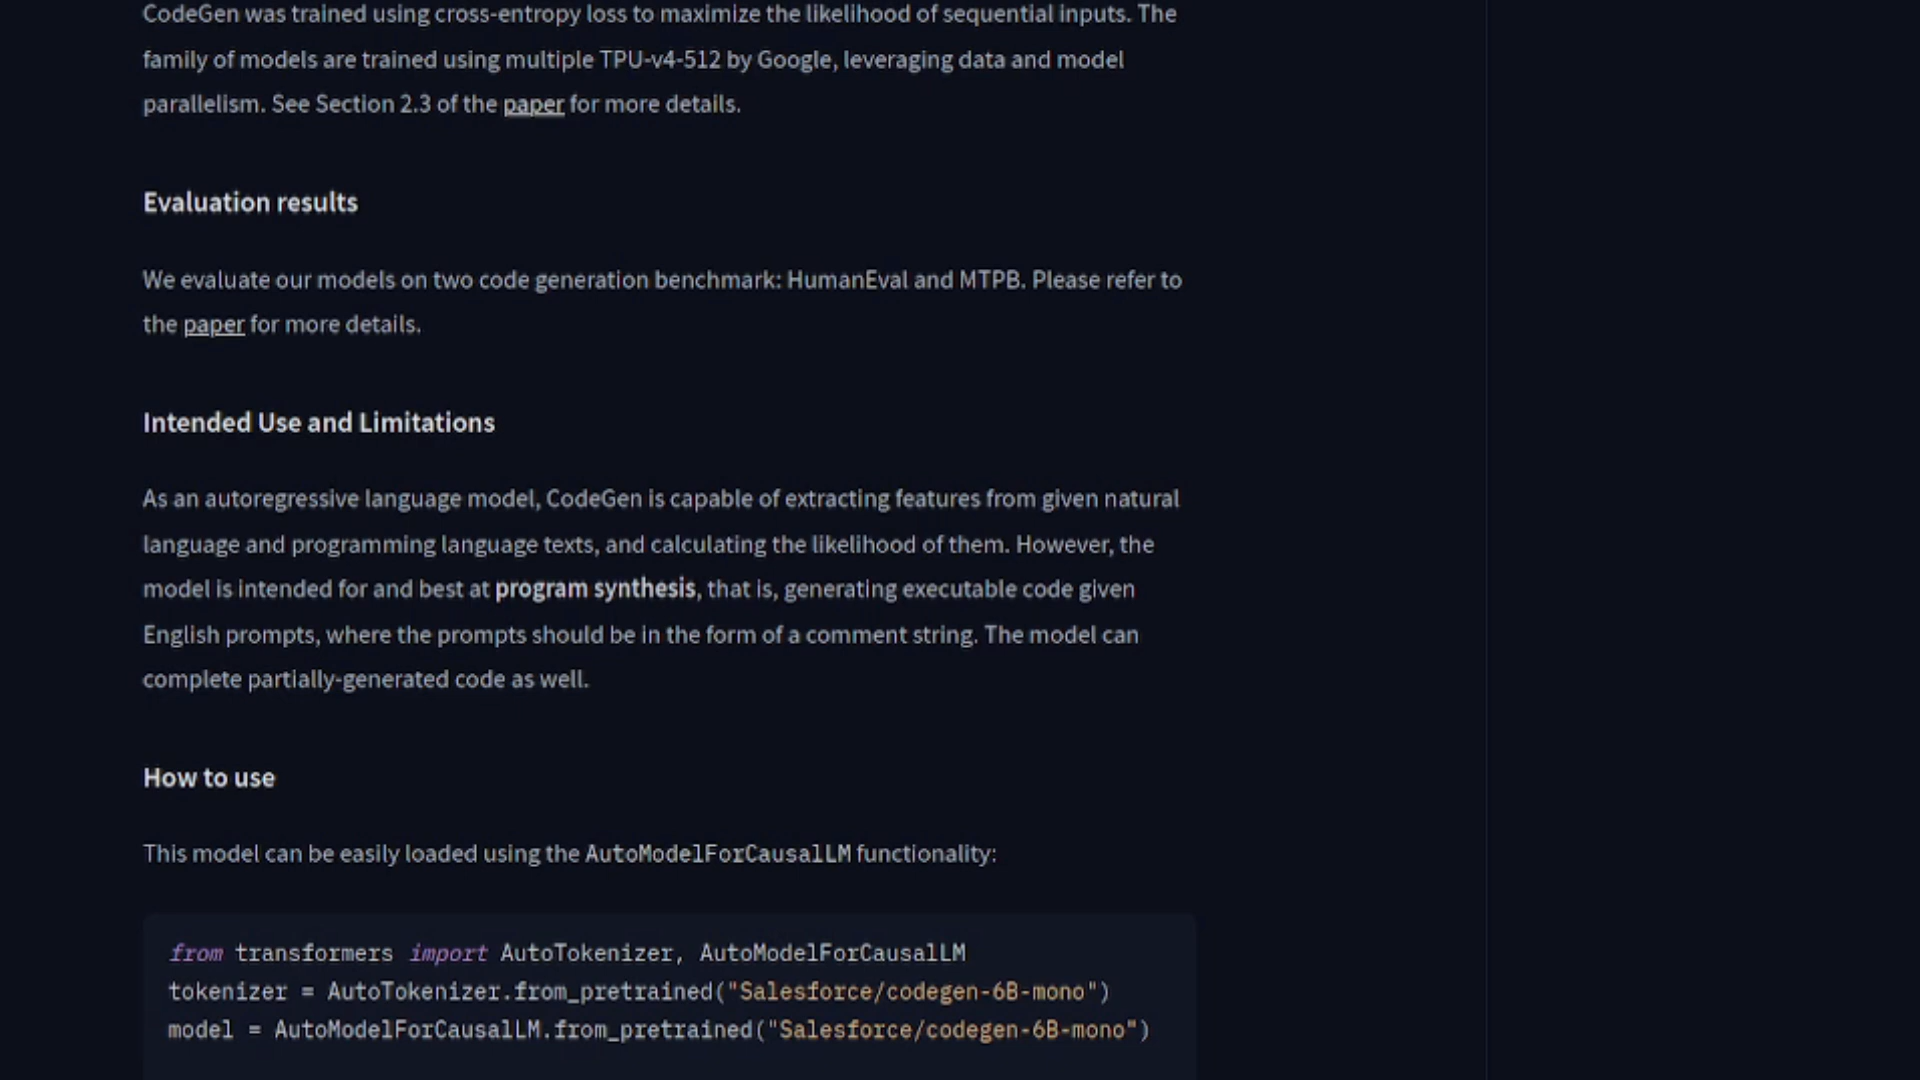 CodeGen was trained using cross-entropy loss to maximize the likelihood of sequential inputs. The
family of models are trained using multiple TPU-v4-512 by Google, leveraging data and model
parallelism. See Section 2.3 of the paper for more details.
Evaluation results
We evaluate our models on two code generation benchmark: HumanEval and MTPB. Please refer to
the paper for more details.
Intended Use and Limitations
As an autoregressive language model, CodeGen is capable of extracting features from given natural
language and programming language texts, and calculating the likelihood of them. However, the
model is intended for and best at program synthesis, that is, generating executable code given
English prompts, where the prompts should be in the form of a comment string. The model can
complete partially-generated code as well.
How to use
This model can be easily loaded using the AutoModelForCausalLM functionality:
from transformers import AutoTokenizer, AutoModelForCausalLM
tokenizer = AutoTokenizer.from_pretrained("Salesforce/codegen-6B-mono")
model = AutoModelForCausalLM.from_pretrained("Salesforce/codegen-6B-mono")